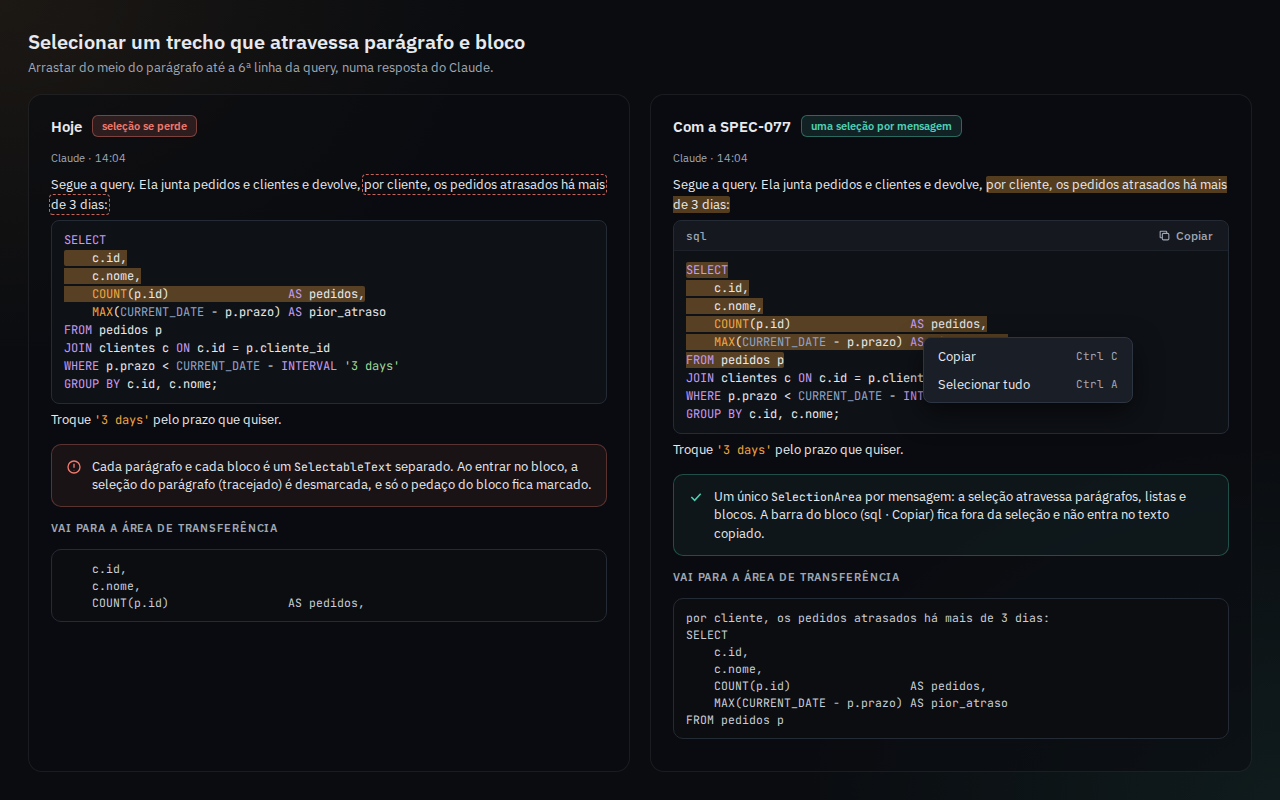 Selecionar um trecho que atravessa parágrafo e bloco
Arrastar do meio do parágrafo até a 6ª linha da query, numa resposta do Claude.
Hoje
seleção se perde
Claude · 14:04
Segue a query. Ela junta pedidos e clientes e devolve, por cliente, os pedidos atrasados há mais
de 3 dias:
SELECT
    c.id,
    c.nome,
    COUNT(p.id)                 AS pedidos,
    MAX(CURRENT_DATE - p.prazo) AS pior_atraso
FROM pedidos p
JOIN clientes c ON c.id = p.cliente_id
WHERE p.prazo < CURRENT_DATE - INTERVAL '3 days'
GROUP BY c.id, c.nome;
Troque '3 days' pelo prazo que quiser.
Cada parágrafo e cada bloco é um SelectableText separado. Ao entrar no bloco, a
seleção do parágrafo (tracejado) é desmarcada, e só o pedaço do bloco fica marcado.
VAI PARA A ÁREA DE TRANSFERÊNCIA
    c.id,
    c.nome,
    COUNT(p.id)                 AS pedidos,
Com a SPEC-077
uma seleção por mensagem
Claude · 14:04
Segue a query. Ela junta pedidos e clientes e devolve, por cliente, os pedidos atrasados há mais
de 3 dias:
sql
Copiar
SELECT
    c.id,
    c.nome,
    COUNT(p.id)                 AS pedidos,
    MAX(CURRENT_DATE - p.prazo) AS
FROM pedidos p
JOIN clientes c ON c.id = p.client
WHERE p.prazo < CURRENT_DATE - INT
GROUP BY c.id, c.nome;
Copiar Ctrl C
Selecionar tudo Ctrl A
Troque '3 days' pelo prazo que quiser.
Um único SelectionArea por mensagem: a seleção atravessa parágrafos, listas e
blocos. A barra do bloco (sql · Copiar) fica fora da seleção e não entra no texto
copiado.
VAI PARA A ÁREA DE TRANSFERÊNCIA
por cliente, os pedidos atrasados há mais de 3 dias:
SELECT
    c.id,
    c.nome,
    COUNT(p.id)                 AS pedidos,
    MAX(CURRENT_DATE - p.prazo) AS pior_atraso
FROM pedidos p